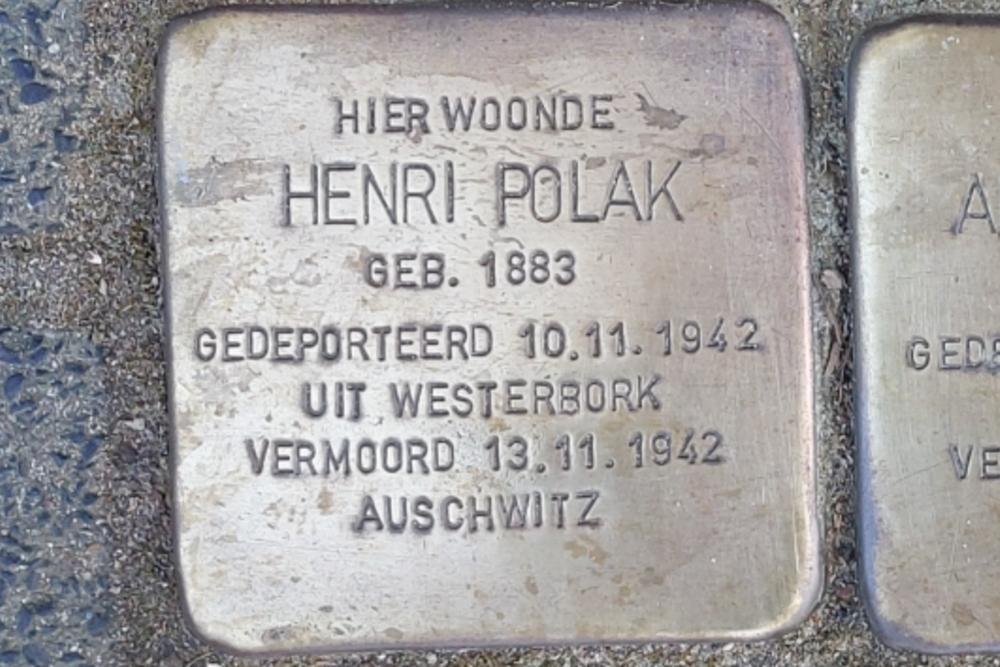 HIER WOONDE
HENRI POLAK
GEB. 1883
GEDEPORTEERD 10.11.1942
UIT WESTERBORK
VERMOORD 13.11.1942
AUSCHWITZ